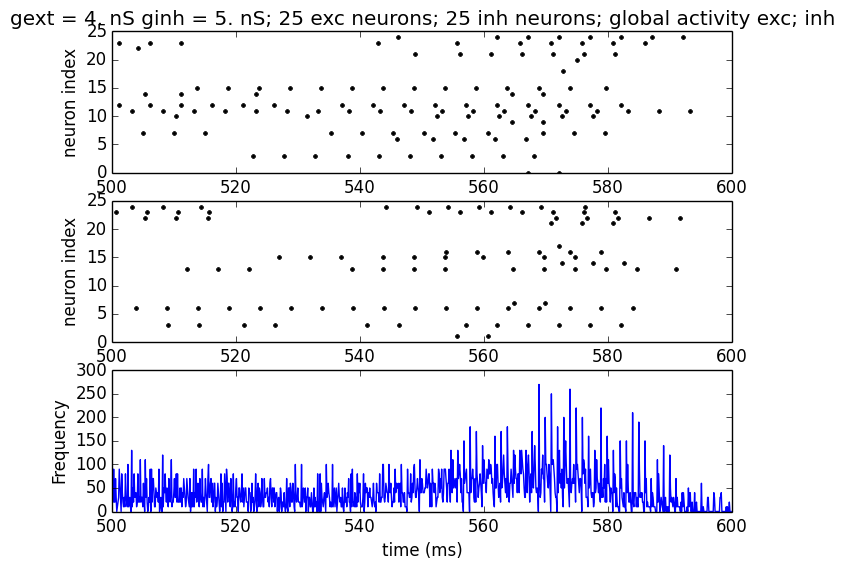 gext = 4. nS ginh = 5. nS; 25 exc neurons; 25 inh neurons; global activity exc; inh
25
20
15
10
5
0
neuron index
500 520 540 560 580 600
25
20
15
10
5
0
neuron index
500 520 540 560 580 600
300
250
200
150
100
50
0
Frequency
500 520 540 560 580 600
time (ms)